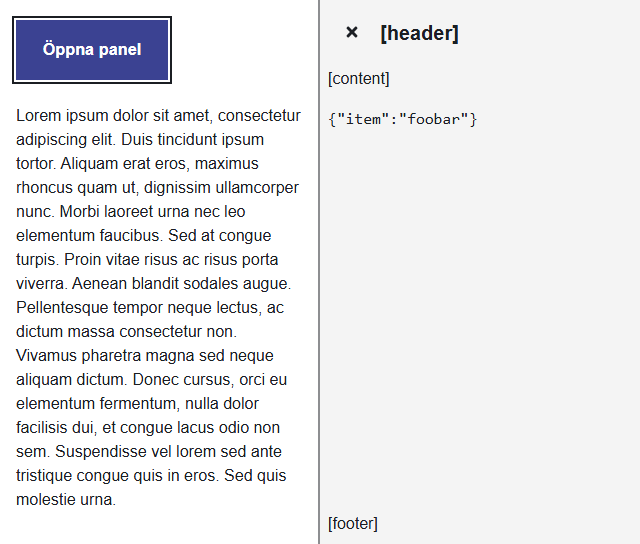 Öppna panel
Lorem ipsum dolor sit amet, consectetur
adipiscing elit. Duis tincidunt ipsum
tortor. Aliquam erat eros, maximus
rhoncus quam ut, dignissim ullamcorper
nunc. Morbi laoreet urna nec leo
elementum faucibus. Sed at congue
turpis. Proin vitae risus ac risus porta
viverra. Aenean blandit sodales augue.
Pellentesque tempor neque lectus, ac
dictum massa consectetur non.
Vivamus pharetra magna sed neque
aliquam dictum. Donec cursus, orci eu
elementum fermentum, nulla dolor
facilisis dui, et congue lacus odio non
sem. Suspendisse vel lorem sed ante
tristique congue quis in eros. Sed quis
molestie urna.
[header]
[content]
{"item":"foobar"}
[footer]